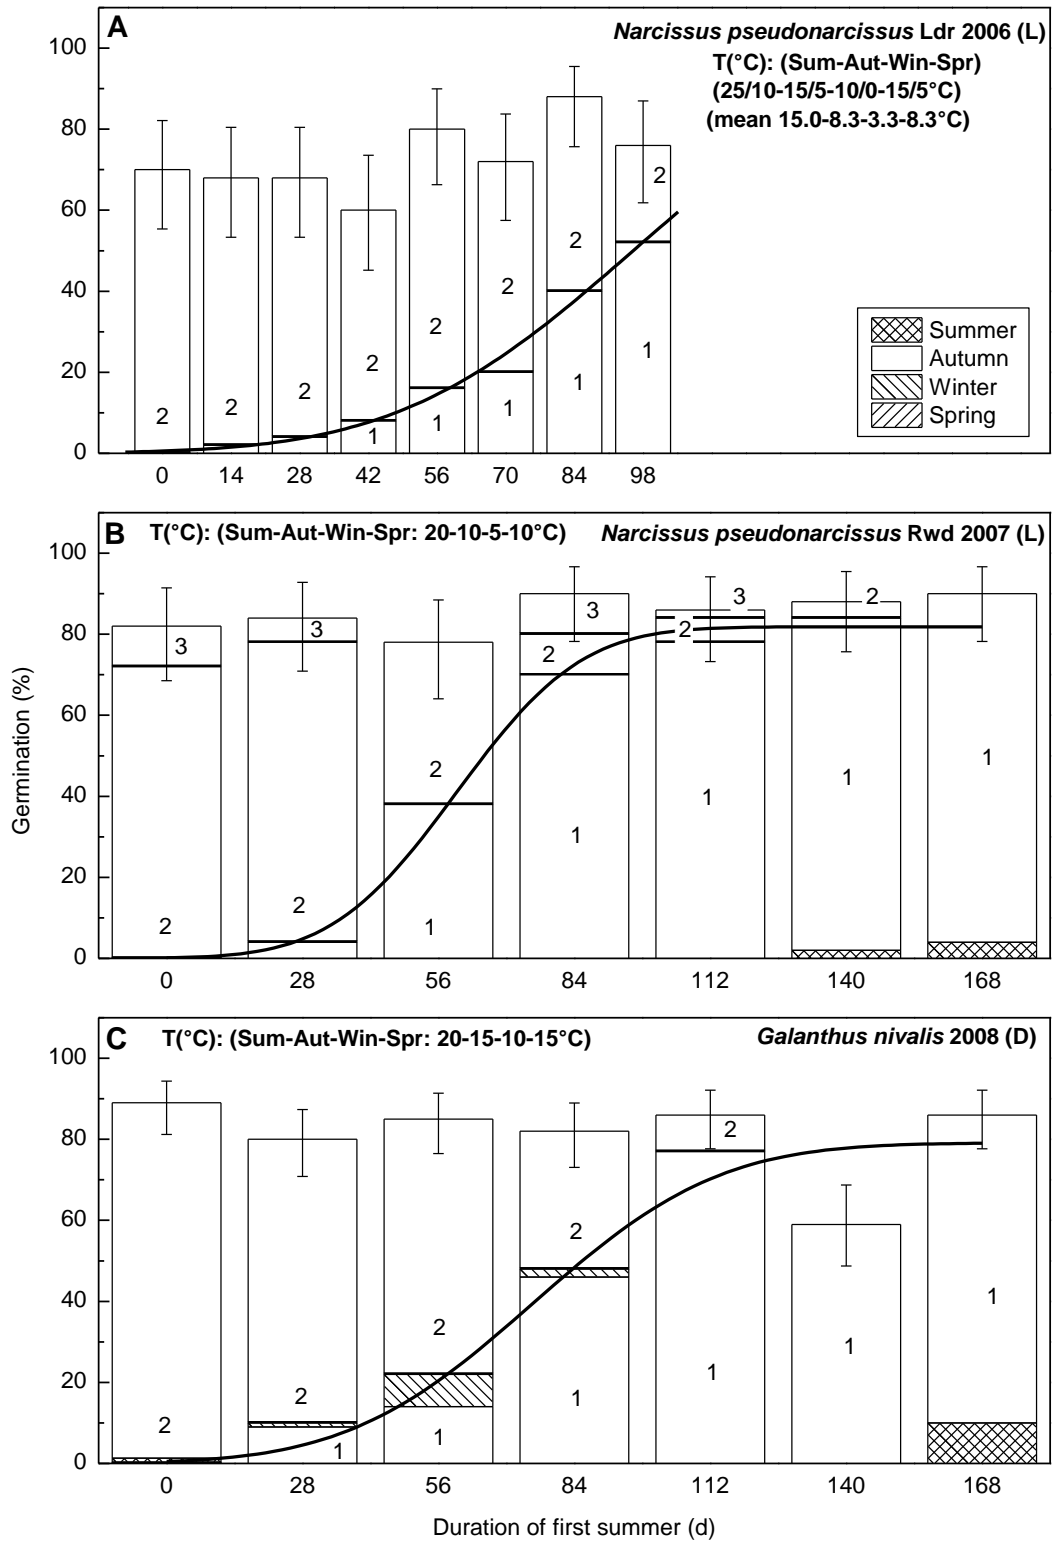 A
Narcissus pseudonarcissus Ldr 2006 (L)
T(°C): (Sum-Aut-Win-Spr)
(25/10-15/5-10/0-15/5°C)
(mean 15.0-8.3-3.3-8.3°C)
100
80
60
40
20
0
2
2
2
2
1
2
1
2
1
2
1
2
1
Summer
Autumn
Winter
Spring
0 14 28 42 56 70 84 98
B
T(°C): (Sum-Aut-Win-Spr: 20-10-5-10°C)
Narcissus pseudonarcissus Rwd 2007 (L)
100
80
60
40
20
0
3
2
3
2
2
1
3
2
1
3
2
1
2
1
1
0 28 56 84 112 140 168
Germination (%)
C
T(°C): (Sum-Aut-Win-Spr: 20-15-10-15°C)
Galanthus nivalis 2008 (D)
100
80
60
40
20
0
2
2
1
2
1
2
1
2
1
1
1
0 28 56 84 112 140 168
Duration of first summer (d)